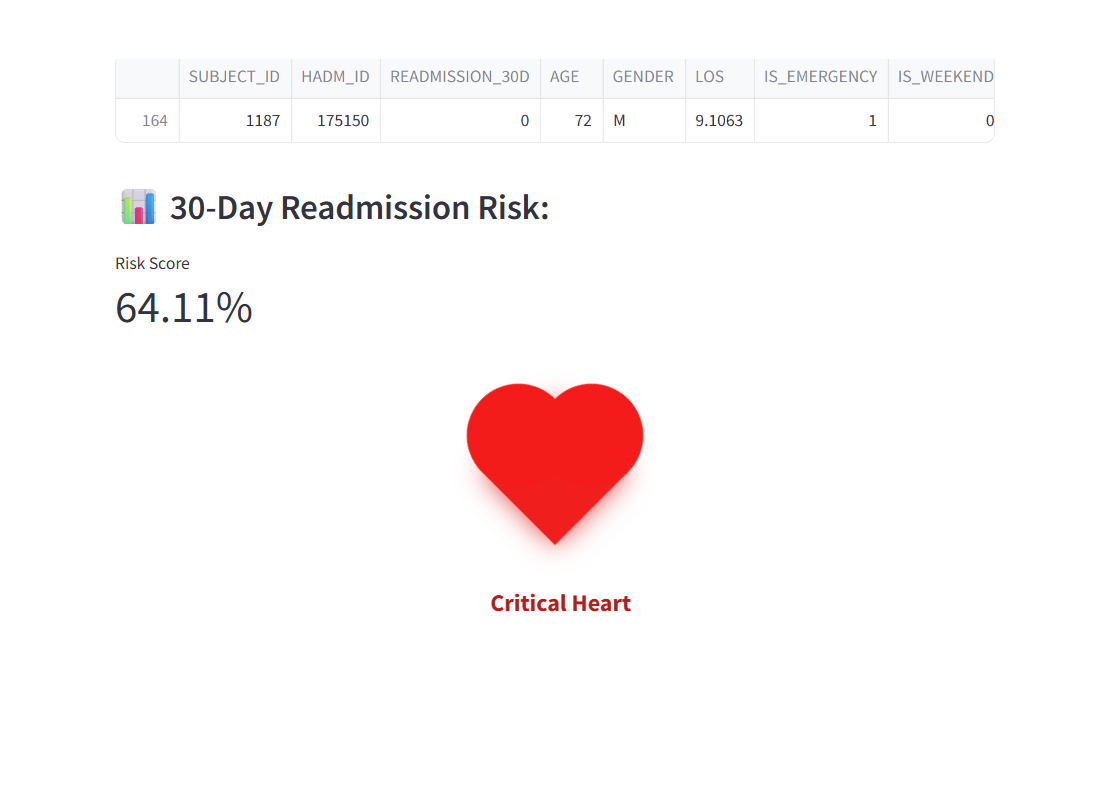 SUBJECT_ID HADM_ID READMISSION_30D AGE GENDER LOS IS_EMERGENCY IS_WEEKEND
164 1187 175150 0 72 M 9.1063 1 0
30-Day Readmission Risk:
Risk Score
64.11%
Critical Heart